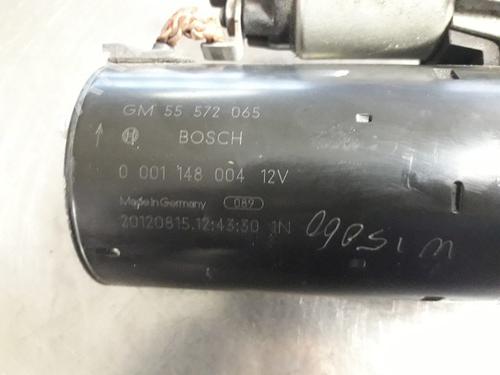 GM 55 572 065
BOSCH
0 001 148 004 12V
Made in Germany 089
20120815.12:43:30 1N